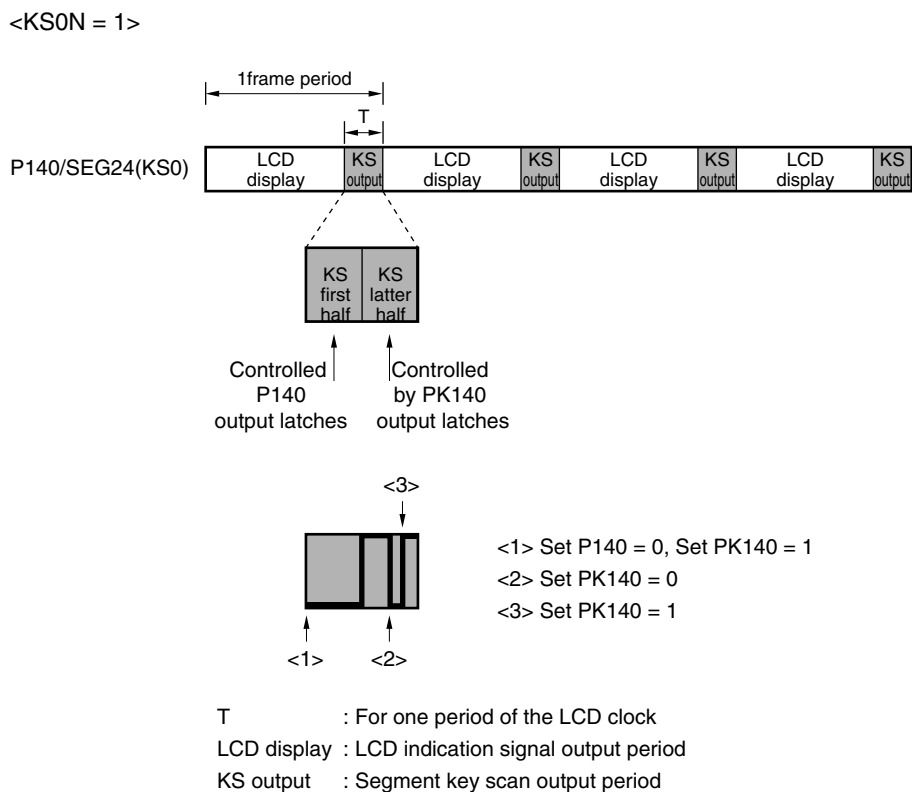 <KS0N = 1>
1frame period
T
P140/SEG24(KS0)
LCD display
KS output
LCD display
KS output
LCD display
KS output
LCD display
KS output
KS first half
KS latter half
Controlled P140 output latches
Controlled by PK140 output latches
<3>
<1> Set P140 = 0, Set PK140 = 1
<2> Set PK140 = 0
<3> Set PK140 = 1
<1>
<2>
T : For one period of the LCD clock
LCD display : LCD indication signal output period
KS output : Segment key scan output period